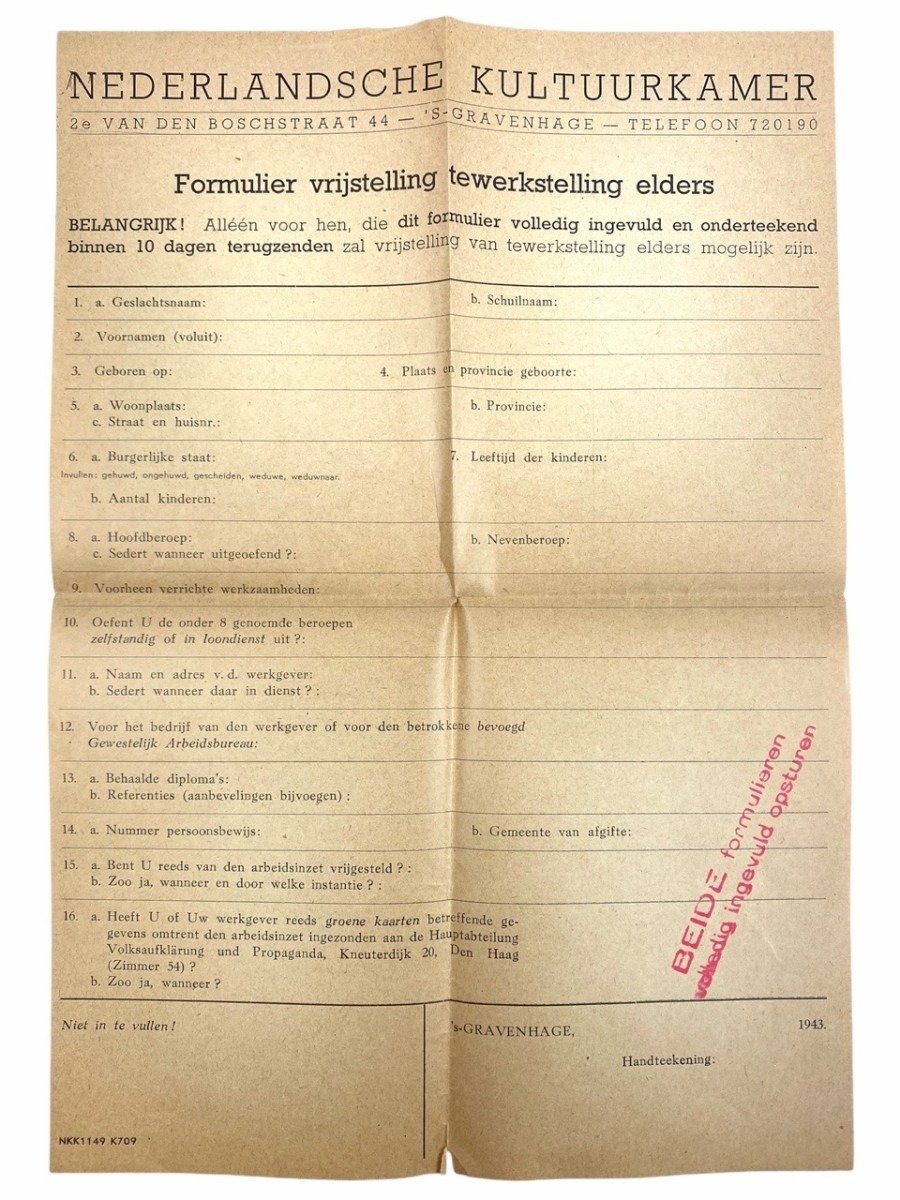 NEDERLANDSCHE KULTUURKAMER
2e VAN DEN BOSCHSTRAAT 44 — 'S-GRAVENHAGE — TELEFOON 720190
Formulier vrijstelling tewerkstelling elders
BELANGRIJK! Alléén voor hen, die dit formulier volledig ingevuld en onderteekend
binnen 10 dagen terugzenden zal vrijstelling van tewerkstelling elders mogelijk zijn.
1. a. Geslachtsnaam: b. Schuilnaam:
2. Voornamen (voluit):
3. Geboren op: 4. Plaats en provincie geboorte:
5. a. Woonplaats: b. Provincie:
c. Straat en huisnr.:
6. a. Burgerlijke staat: 7. Leeftijd der kinderen:
Invullen: gehuwd, ongehuwd, gescheiden, weduwe, weduwnaar.
b. Aantal kinderen:
8. a. Hoofdberoep: b. Nevenberoep:
c. Sedert wanneer uitgeoefend?:
9. Voorheen verrichte werkzaamheden:
10. Oefent U de onder 8 genoemde beroepen
zelfstandig of in loondienst uit?:
11. a. Naam en adres v.d. werkgever:
b. Sedert wanneer daar in dienst?:
12. Voor het bedrijf van den werkgever of voor den betrokkene bevoegd
Gewestelijk Arbeidsbureau:
13. a. Behaalde diploma's:
b. Referenties (aanbevelingen bijvoegen):
14. a. Nummer persoonsbewijs: b. Gemeente van afgifte:
15. a. Bent U reeds van den arbeidsinzet vrijgesteld?:
b. Zoo ja, wanneer en door welke instantie?:
16. a. Heeft U of Uw werkgever reeds groene kaarten betreffende ge-
gevens omtrent den arbeidsinzet ingezonden aan de Hauptabteilung
Volksaufklärung und Propaganda, Kneuterdijk 20, Den Haag
(Zimmer 54)?
b. Zoo ja, wanneer?
BEIDE formulieren
volledig ingevuld opsturen
Niet in te vullen! 's-GRAVENHAGE, 1943.
Handteekening:
NKK1149 K709